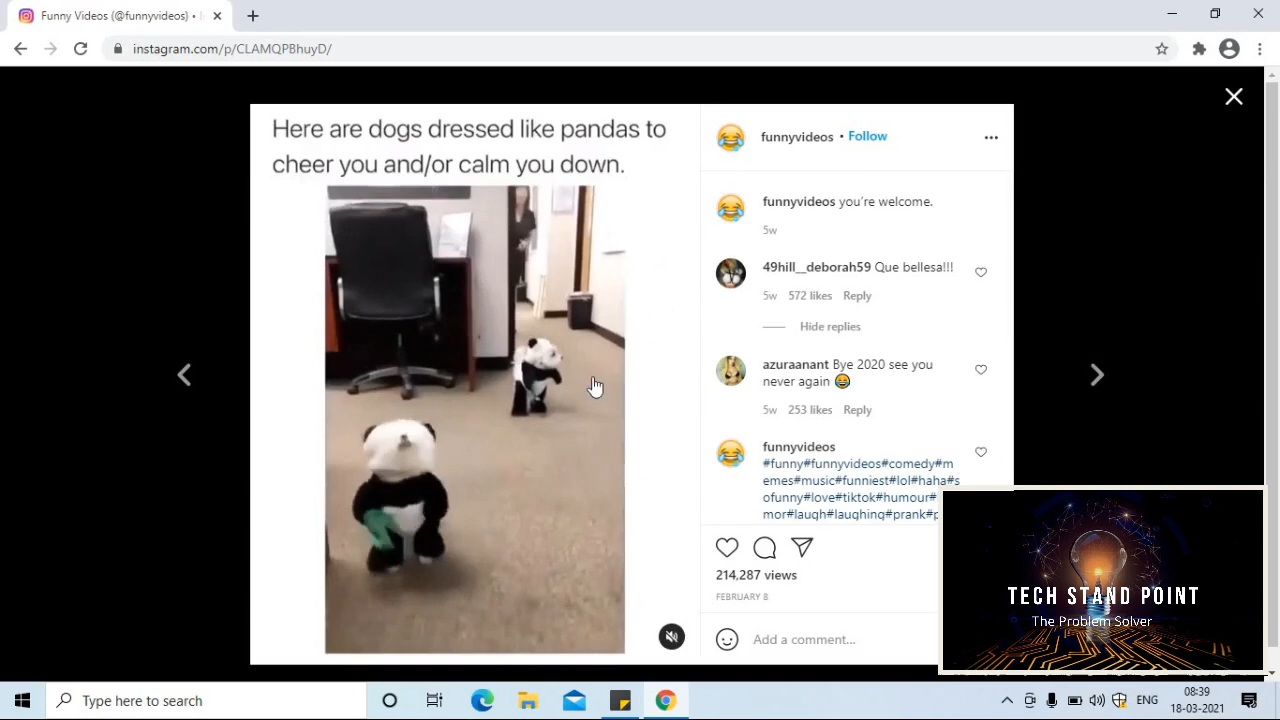 Funny Videos (@funnyvideos) •
instagram.com/p/CLAMQPBhuyD/
Here are dogs dressed like pandas to
cheer you and/or calm you down.
funnyvideos • Follow
funnyvideos you're welcome.
5w
49hill__deborah59 Que bellesa!!!
5w 572 likes Reply
Hide replies
azuraanant Bye 2020 see you
never again 😂
5w 253 likes Reply
funnyvideos
#funny#funnyvideos#comedy#m
emes#music#funniest#lol#haha#s
ofunny#love#tiktok#humour#
mor#laugh#laughing#prank#p
214,287 views
FEBRUARY 8
Add a comment...
TECH STAND POINT
The Problem Solver
Type here to search
ENG
08:39
18-03-2021